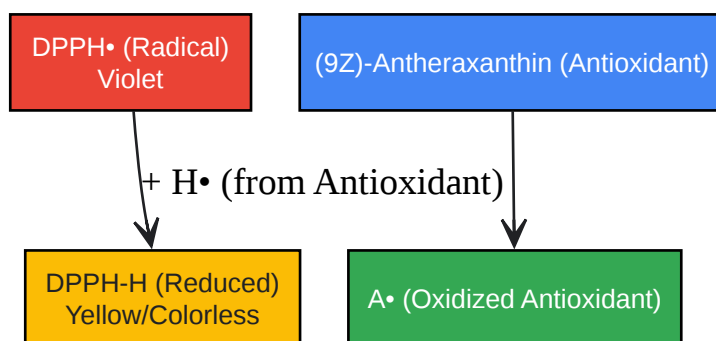 DPPH• (Radical)
Violet
(9Z)-Antheraxanthin (Antioxidant)
+ H• (from Antioxidant)
DPPH-H (Reduced)
Yellow/Colorless
A• (Oxidized Antioxidant)